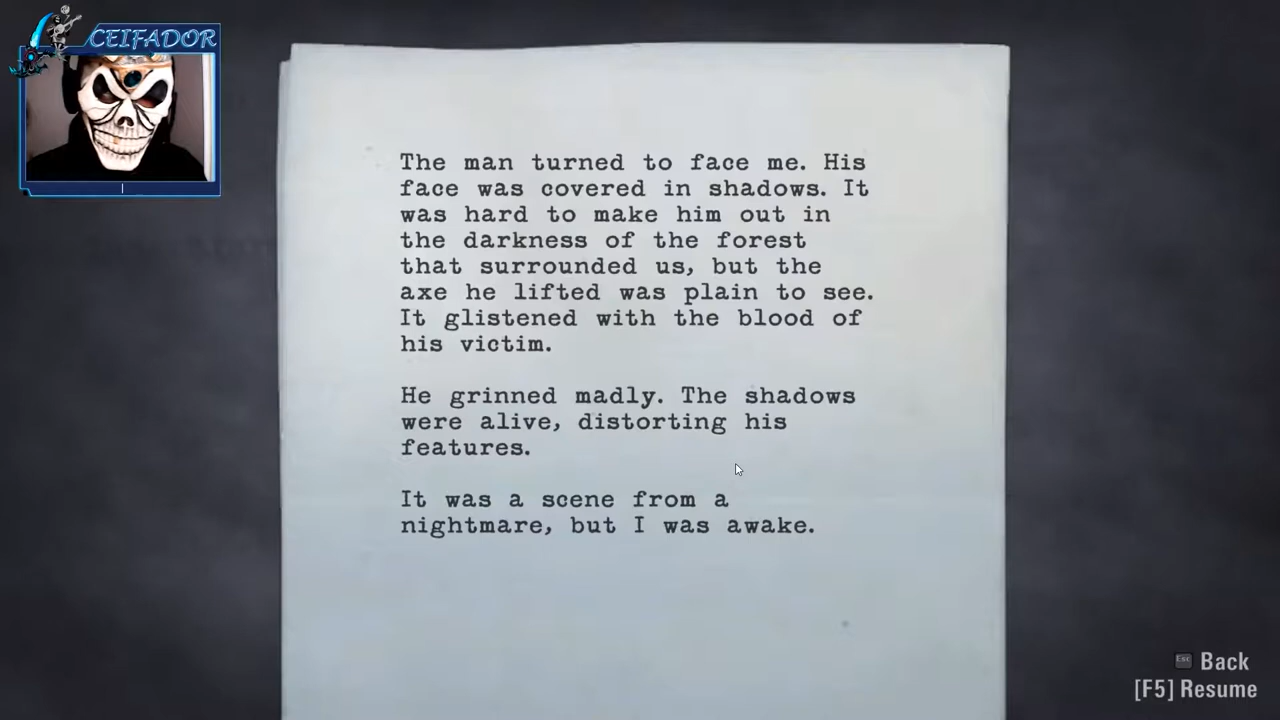 CEIFADOR
The man turned to face me. His
face was covered in shadows. It
was hard to make him out in
the darkness of the forest
that surrounded us, but the
axe he lifted was plain to see.
It glistened with the blood of
his victim.
He grinned madly. The shadows
were alive, distorting his
features.
It was a scene from a
nightmare, but I was awake.
Esc Back
[F5] Resume